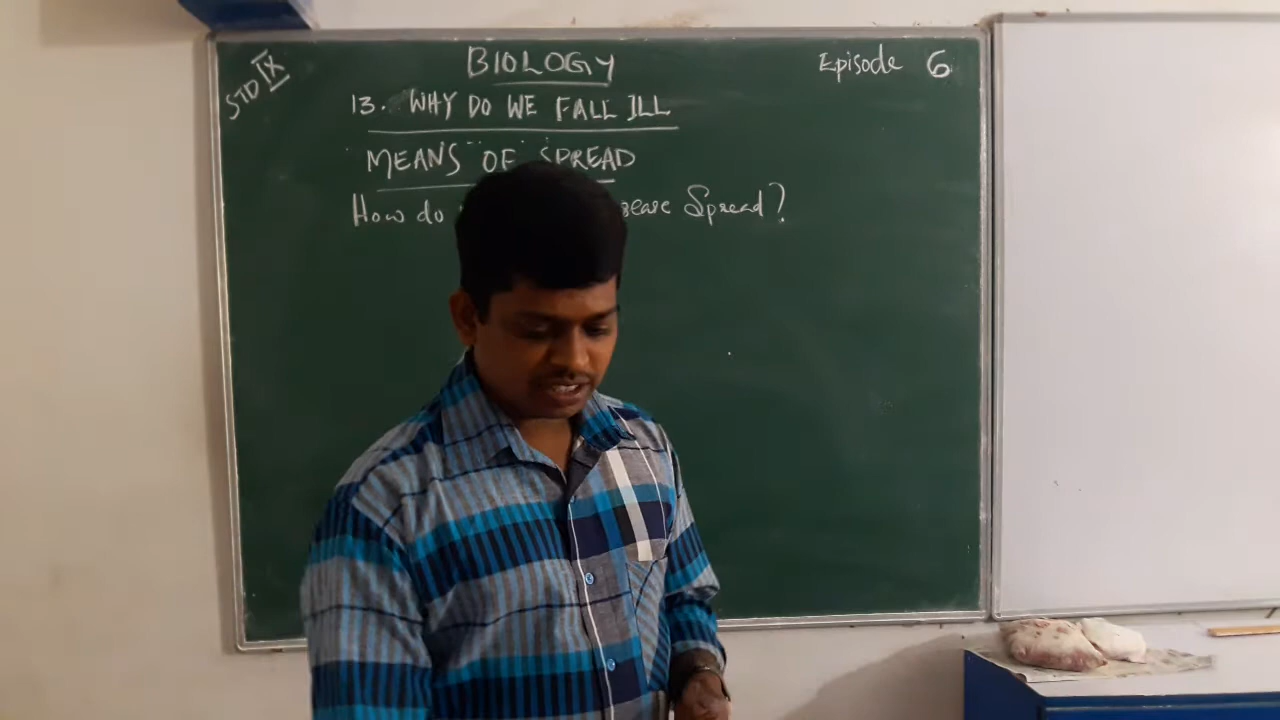 STD IX
BIOLOGY
Episode 6
13. WHY DO WE FALL ILL
MEANS OF SPREAD
How do Spread?